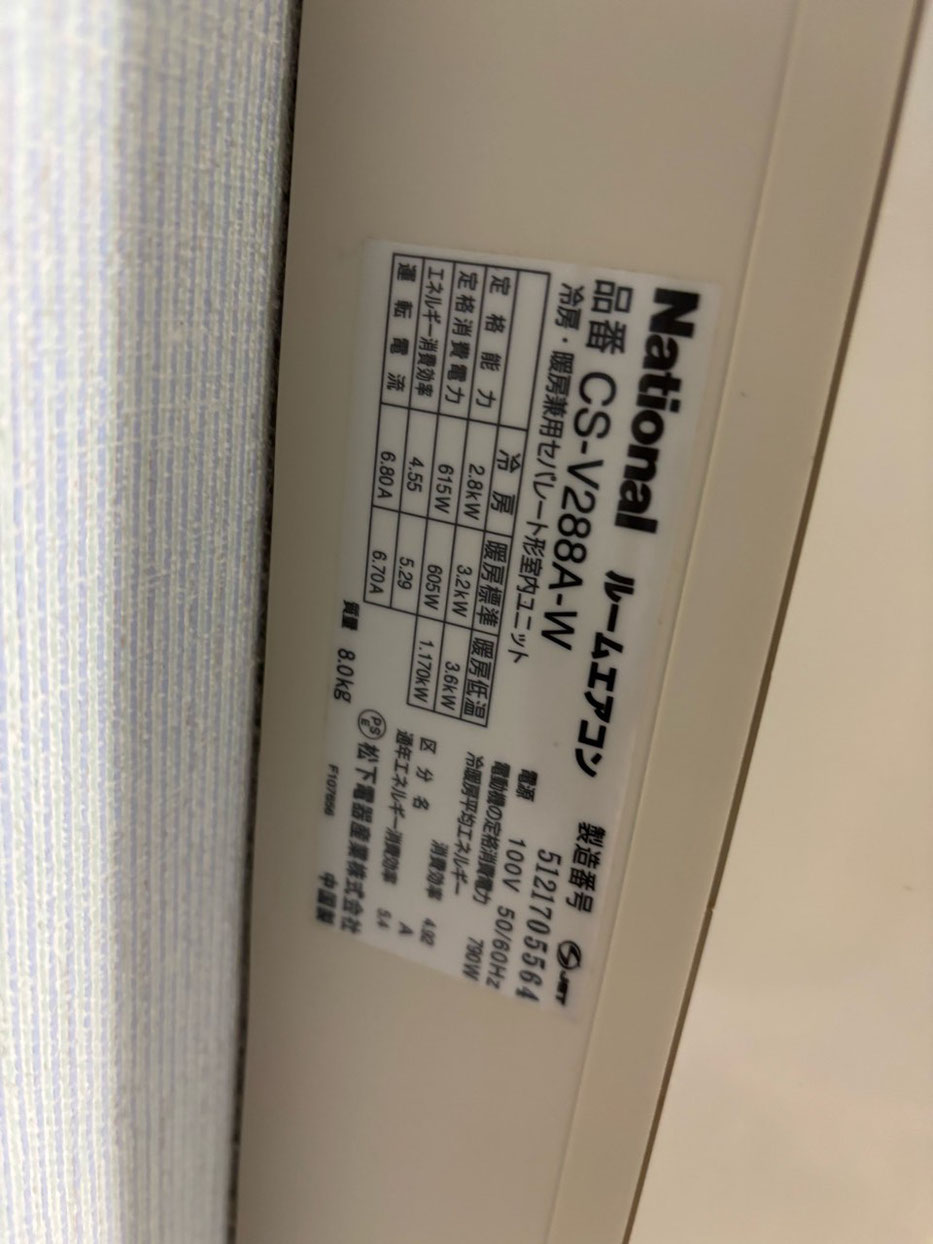 National ルームエアコン
品番 CS-V288A-W
冷房・暖房兼用セパレート形室内ユニット
冷房 暖房標準 暖房低温
定格能力 2.8kW 3.2kW 3.6kW
定格消費電力 615W 605W 1.170kW
エネルギー消費効率 4.55 5.29
運転電流 6.80A 6.70A
質量 8.0kg
製造番号 JET
5121705564
電源 100V 50/60Hz
電動機の定格消費電力 790W
冷暖房平均エネルギー
消費効率 4.92
区分名 A
通年エネルギー消費効率 5.4
PSE 松下電器産業株式会社
F107656 中国製